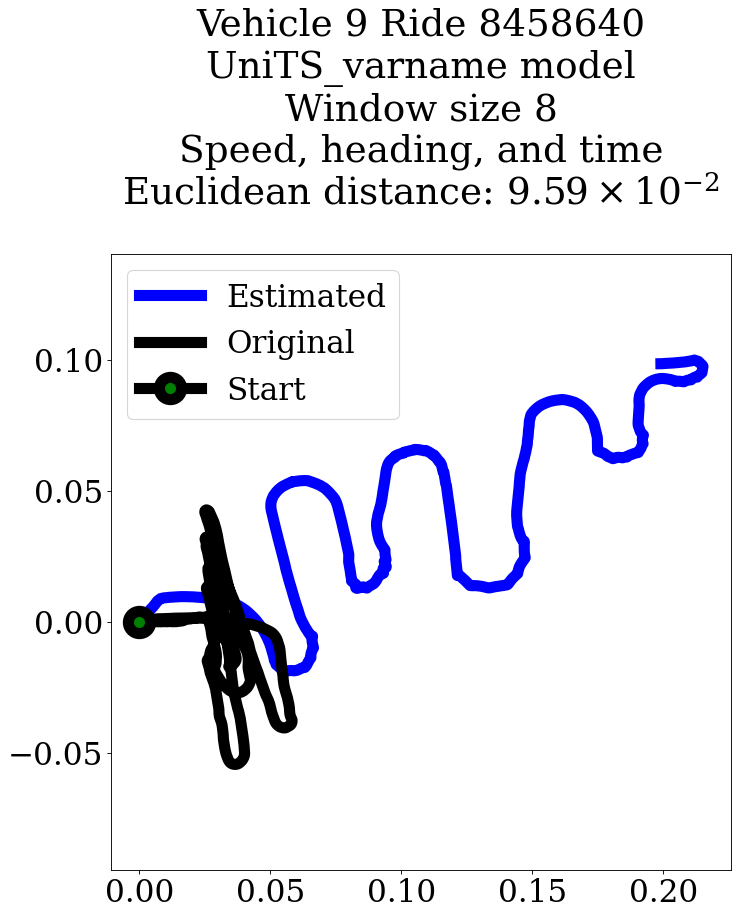 Vehicle 9 Ride 8458640
UniTS_varname model
Window size 8
Speed, heading, and time
Euclidean distance: 9.59 × 10⁻²
Estimated
Original
Start
0.10
0.05
0.00
−0.05
0.00 0.05 0.10 0.15 0.20